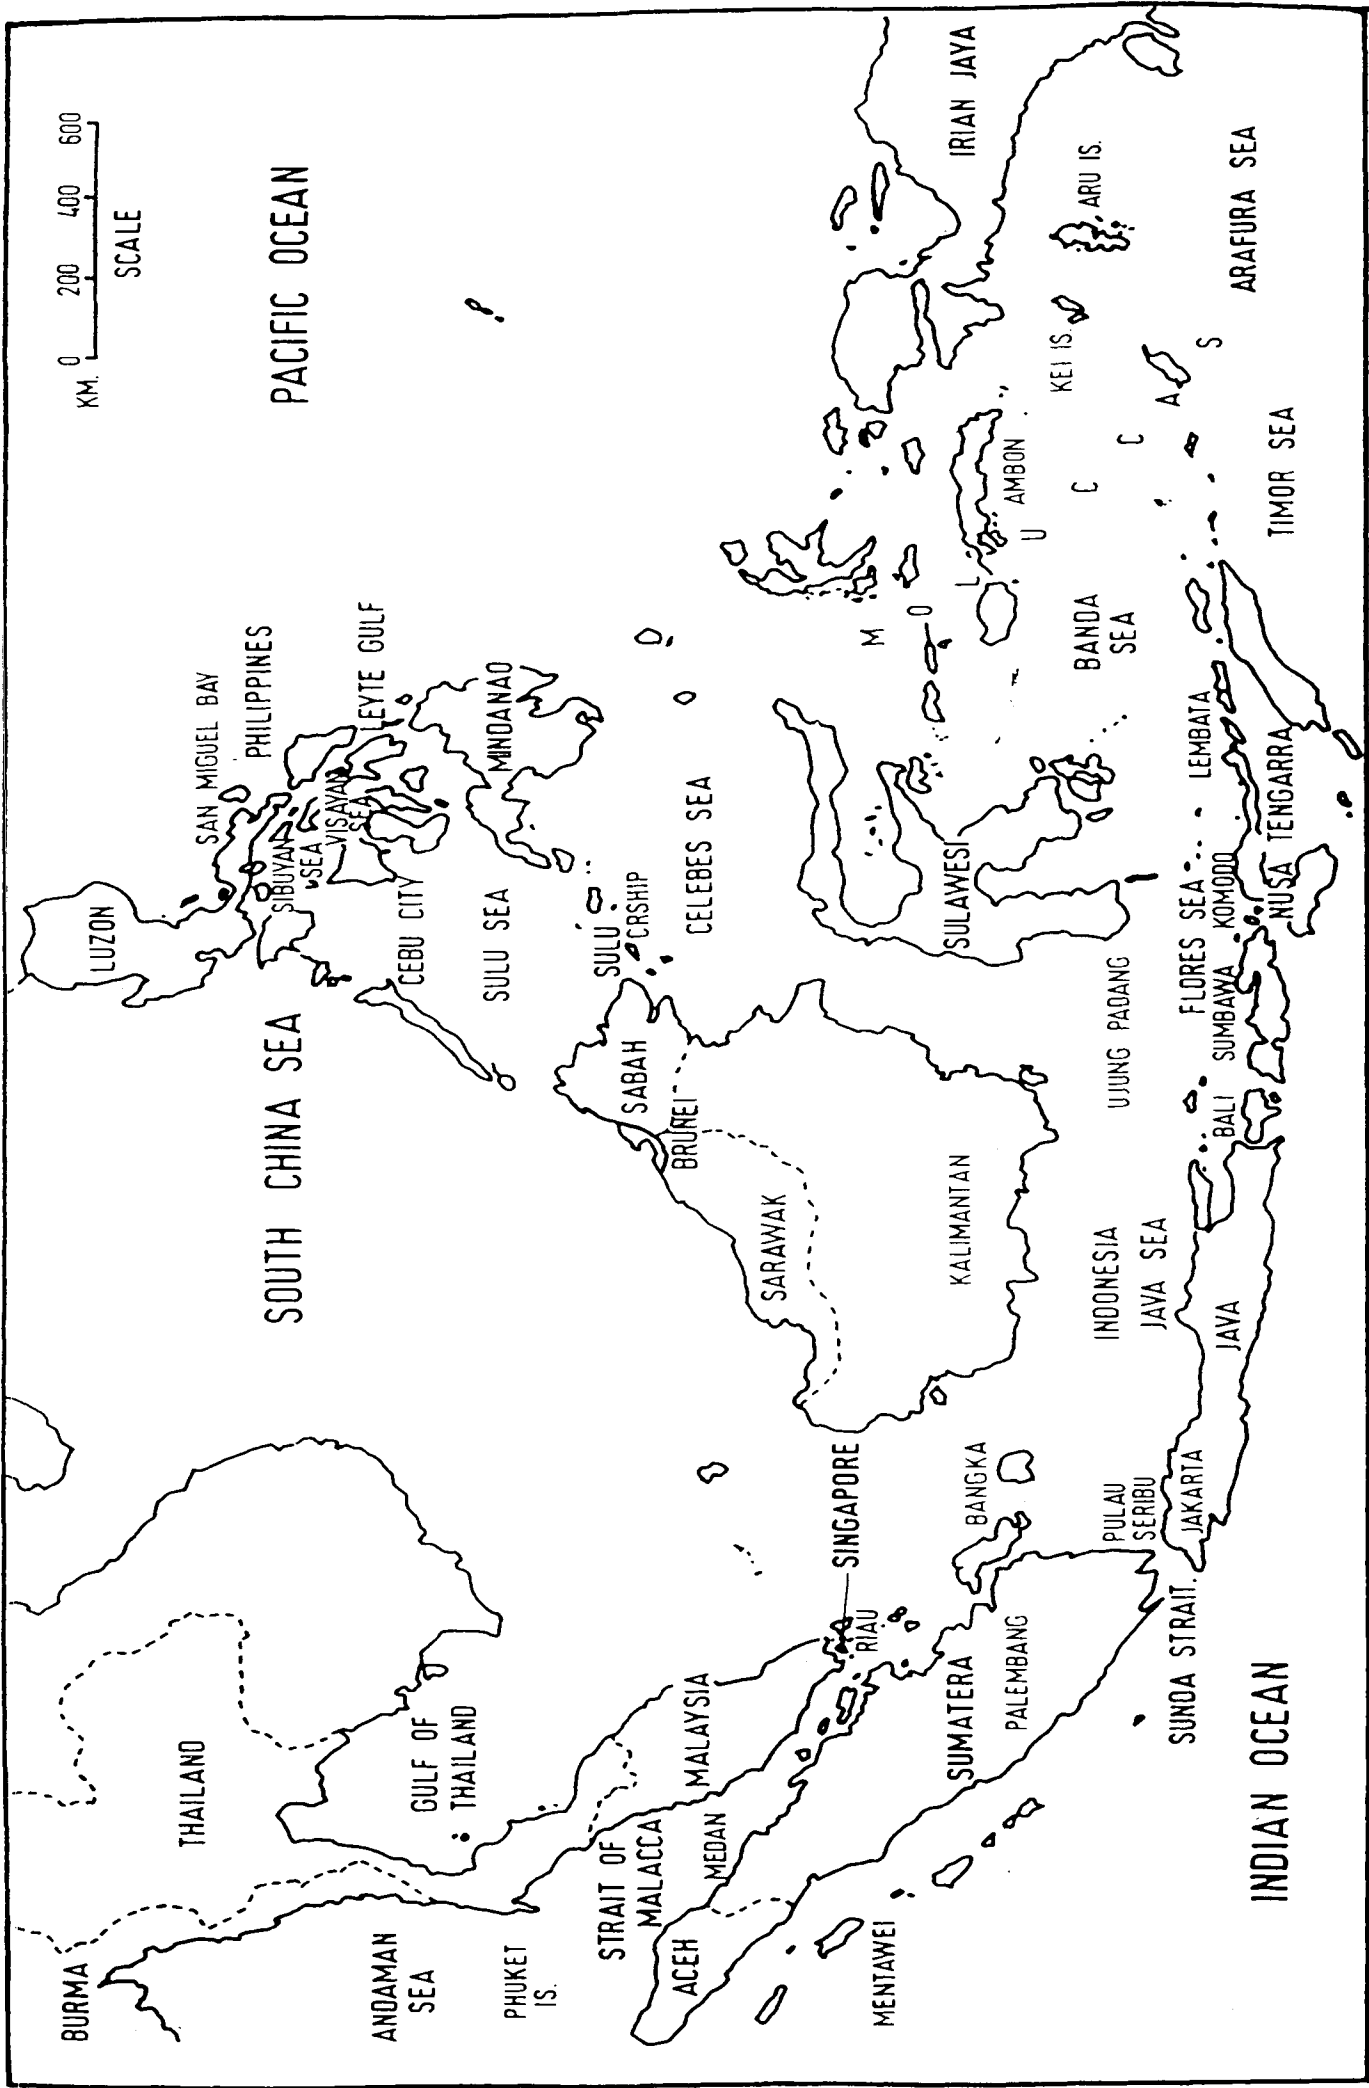 BURMA
THAILAND
ANDAMAN
SEA
GULF OF
THAILAND
PHUKET
IS.
STRAIT OF
MALACCA
MALAYSIA
MEDAN
ACEH
MENTAWEI
SUMATERA
PALEMBANG
RIAU
SINGAPORE
BANGKA
SUNDA STRAIT.
INDIAN OCEAN
PULAU
SERIBU
JAKARTA
JAVA
JAVA SEA
INDONESIA
SOUTH CHINA SEA
SARAWAK
BRUNEI
SABAH
KALIMANTAN
BALI
SUMBAWA
KOMODO
FLORES SEA
UJUNG PADANG
NUSA TENGARRA
LEMBATA
SULAWESI
CELEBES SEA
SULU
CRSHIP
SULU SEA
CEBU CITY
LUZON
SIBUYAN
SEA
VISAYAN
SEA
SAN MIGUEL BAY
PHILIPPINES
LEYTE GULF
MINDANAO
BANDA
SEA
MOLUCCAS
AMBON
KEI IS.
ARU IS.
IRIAN JAYA
TIMOR SEA
ARAFURA SEA
PACIFIC OCEAN
KM. 0 200 400 600
SCALE